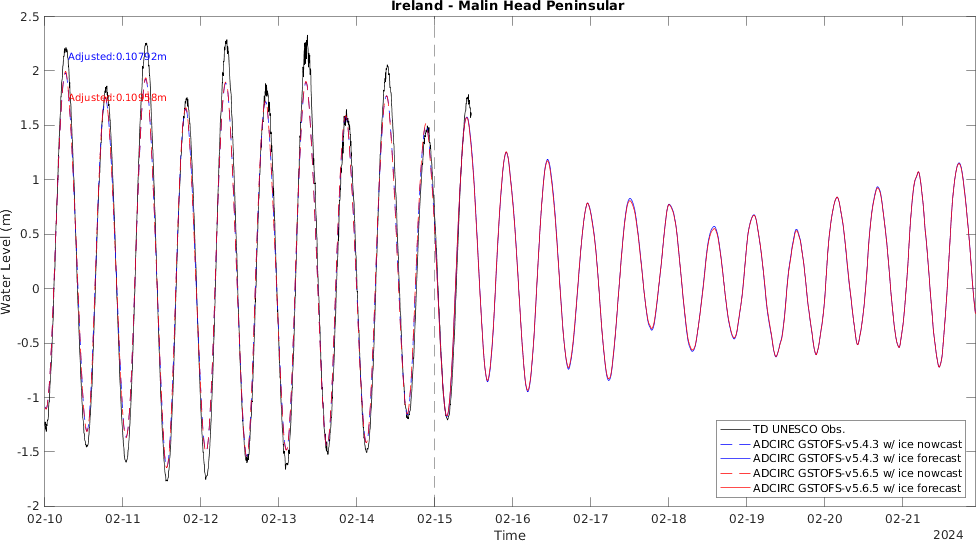 Ireland - Malin Head Peninsular
2.5
2
1.5
1
0.5
0
-0.5
-1
-1.5
-2
Water Level (m)
Adjusted:0.10792m
Adjusted:0.10958m
TD UNESCO Obs.
ADCIRC GSTOFS-v5.4.3 w/ ice nowcast
ADCIRC GSTOFS-v5.4.3 w/ ice forecast
ADCIRC GSTOFS-v5.6.5 w/ ice nowcast
ADCIRC GSTOFS-v5.6.5 w/ ice forecast
02-10 02-11 02-12 02-13 02-14 02-15 02-16 02-17 02-18 02-19 02-20 02-21
Time
2024